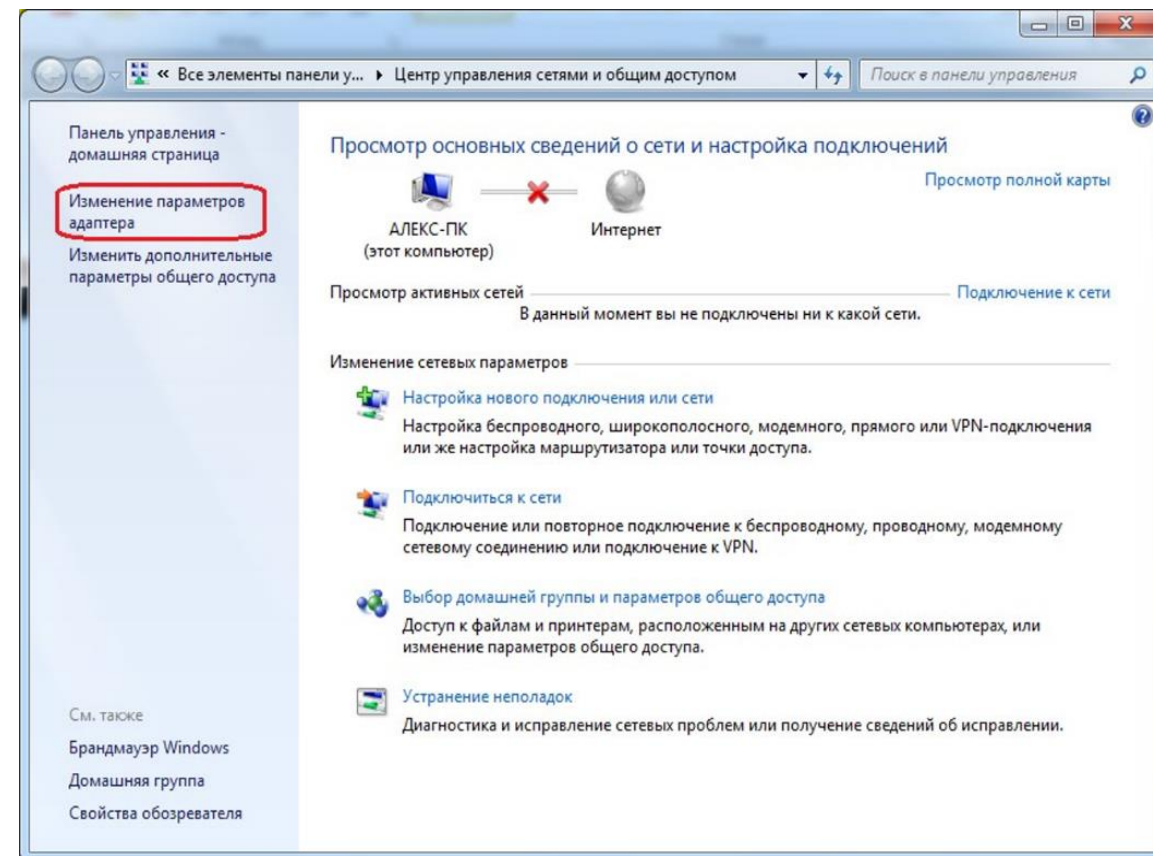 « Все элементы панели у... ▸ Центр управления сетями и общим доступом
Поиск в панели управления
Панель управления -
домашняя страница
Изменение параметров
адаптера
Изменить дополнительные
параметры общего доступа
См. также
Брандмауэр Windows
Домашняя группа
Свойства обозревателя
Просмотр основных сведений о сети и настройка подключений
Просмотр полной карты
АЛЕКС-ПК
(этот компьютер)
Интернет
Просмотр активных сетей
Подключение к сети
В данный момент вы не подключены ни к какой сети.
Изменение сетевых параметров
Настройка нового подключения или сети
Настройка беспроводного, широкополосного, модемного, прямого или VPN-подключения
или же настройка маршрутизатора или точки доступа.
Подключиться к сети
Подключение или повторное подключение к беспроводному, проводному, модемному
сетевому соединению или подключение к VPN.
Выбор домашней группы и параметров общего доступа
Доступ к файлам и принтерам, расположенным на других сетевых компьютерах, или
изменение параметров общего доступа.
Устранение неполадок
Диагностика и исправление сетевых проблем или получение сведений об исправлении.